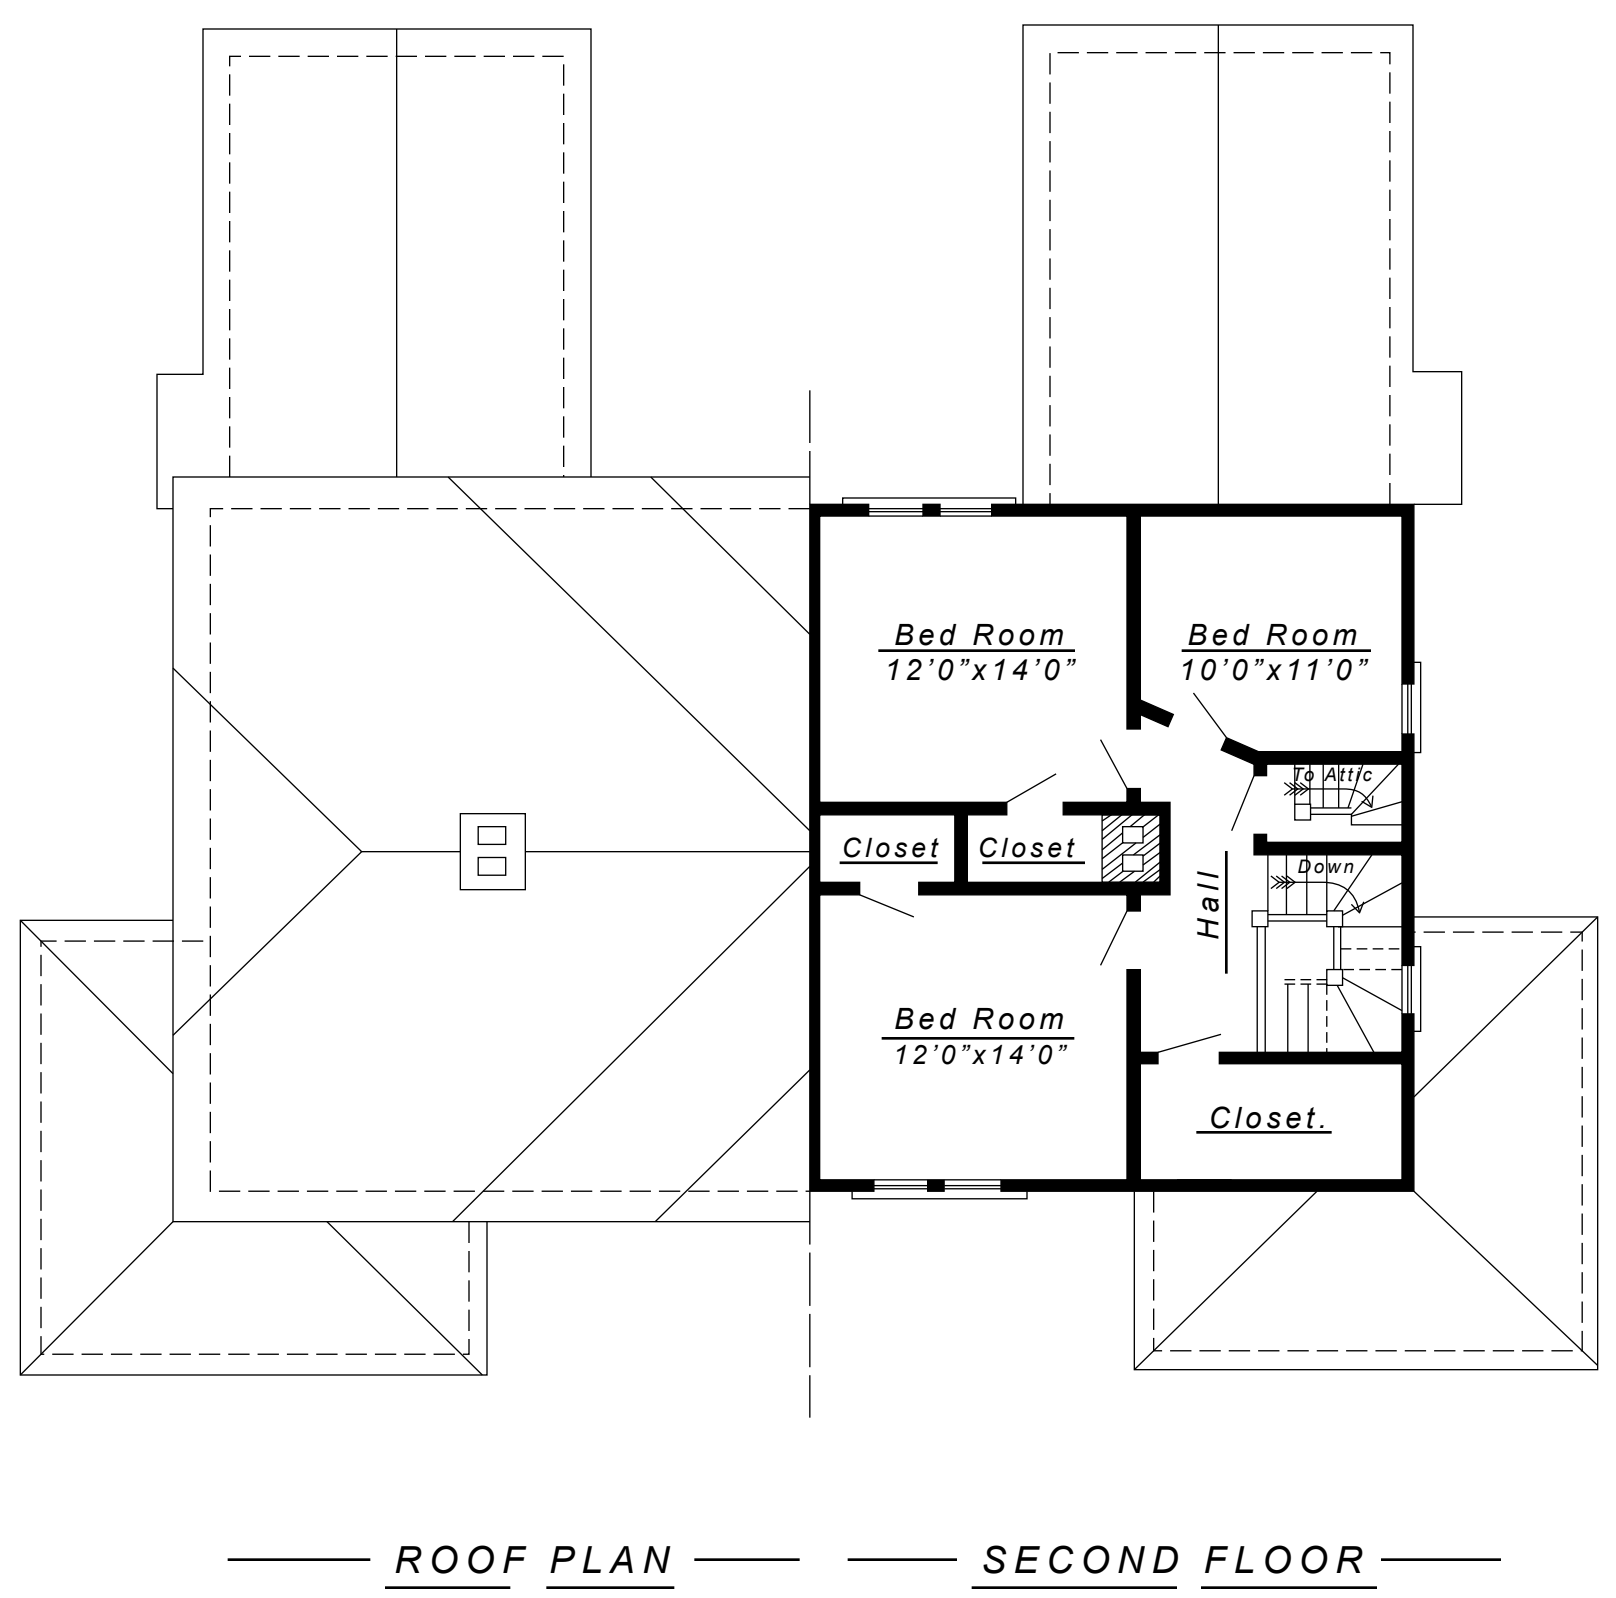 Bed Room
12’0”x14’0”
Bed Room
10’0”x11’0”
To Attic
Closet
Closet
Down
Hall
Bed Room
12’0”x14’0”
Closet.
ROOF PLAN
SECOND FLOOR